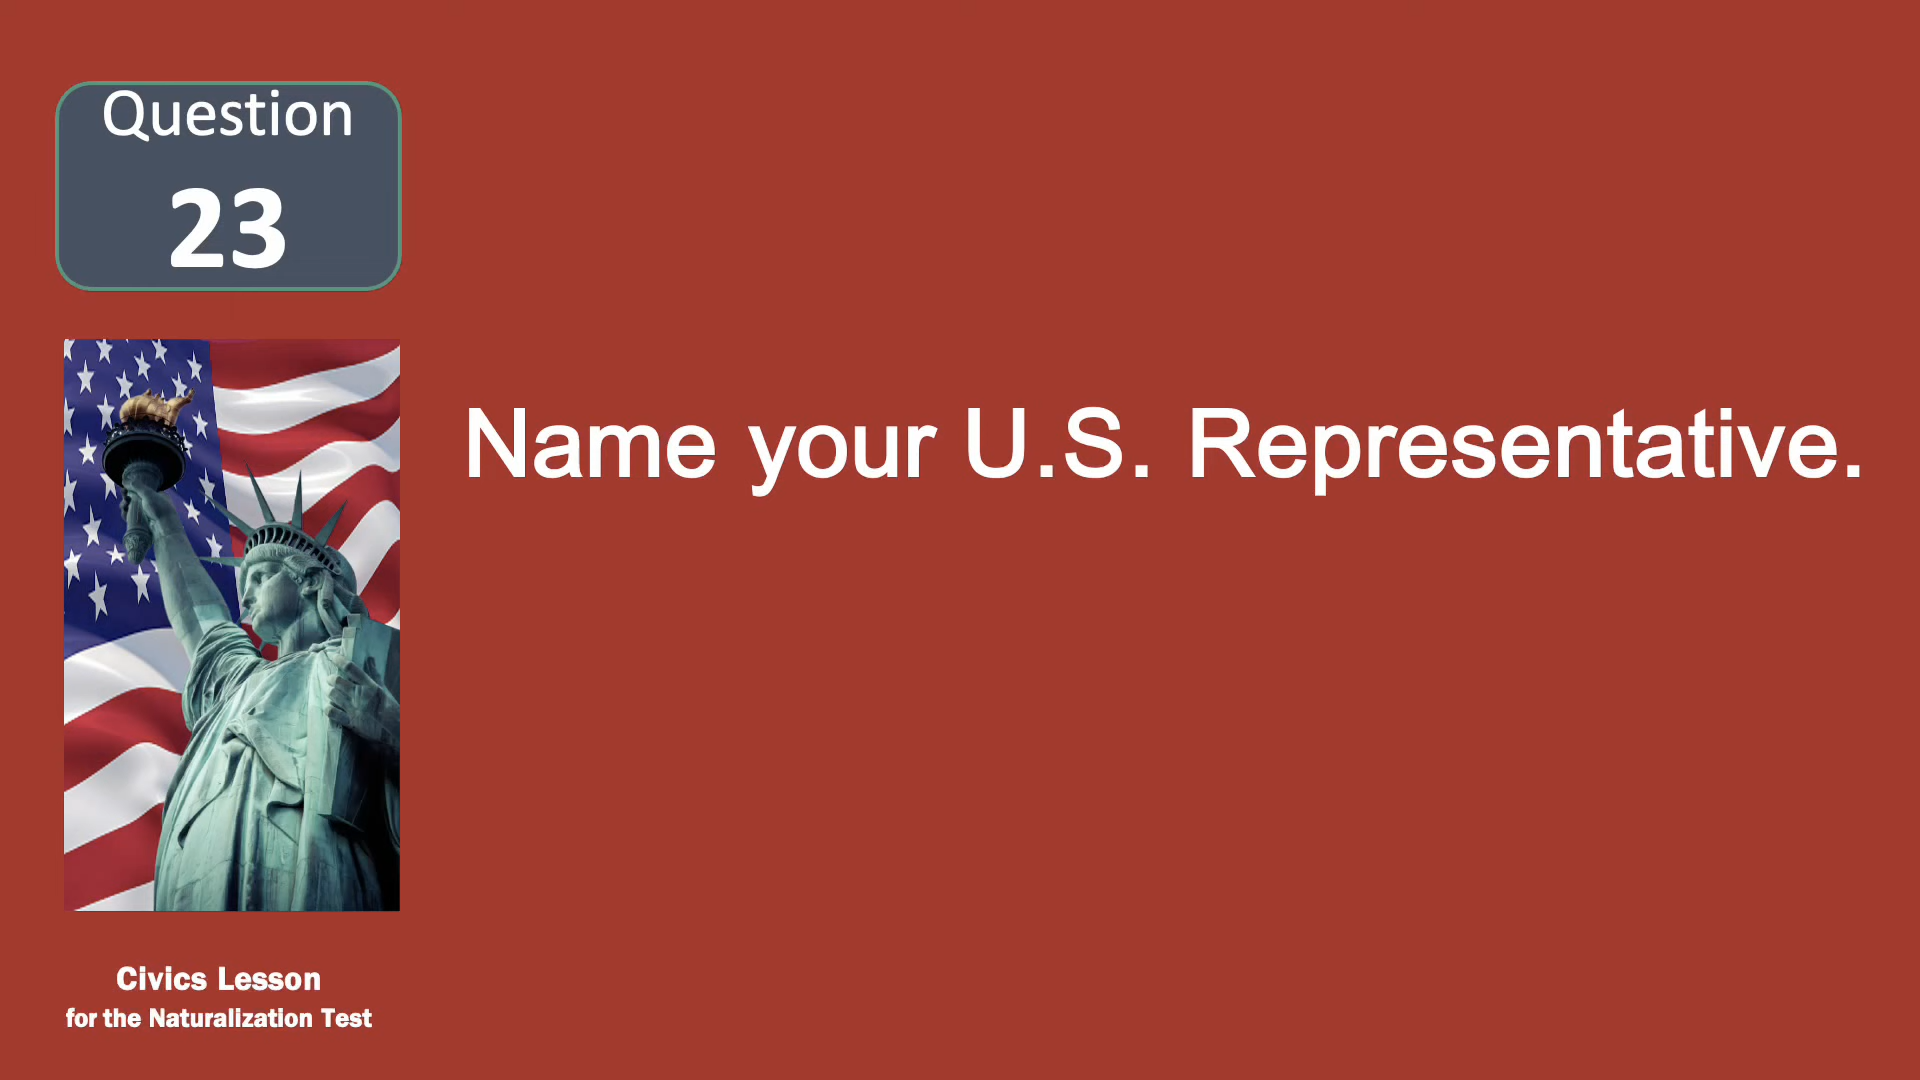 Question
23
Name your U.S. Representative.
Civics Lesson
for the Naturalization Test